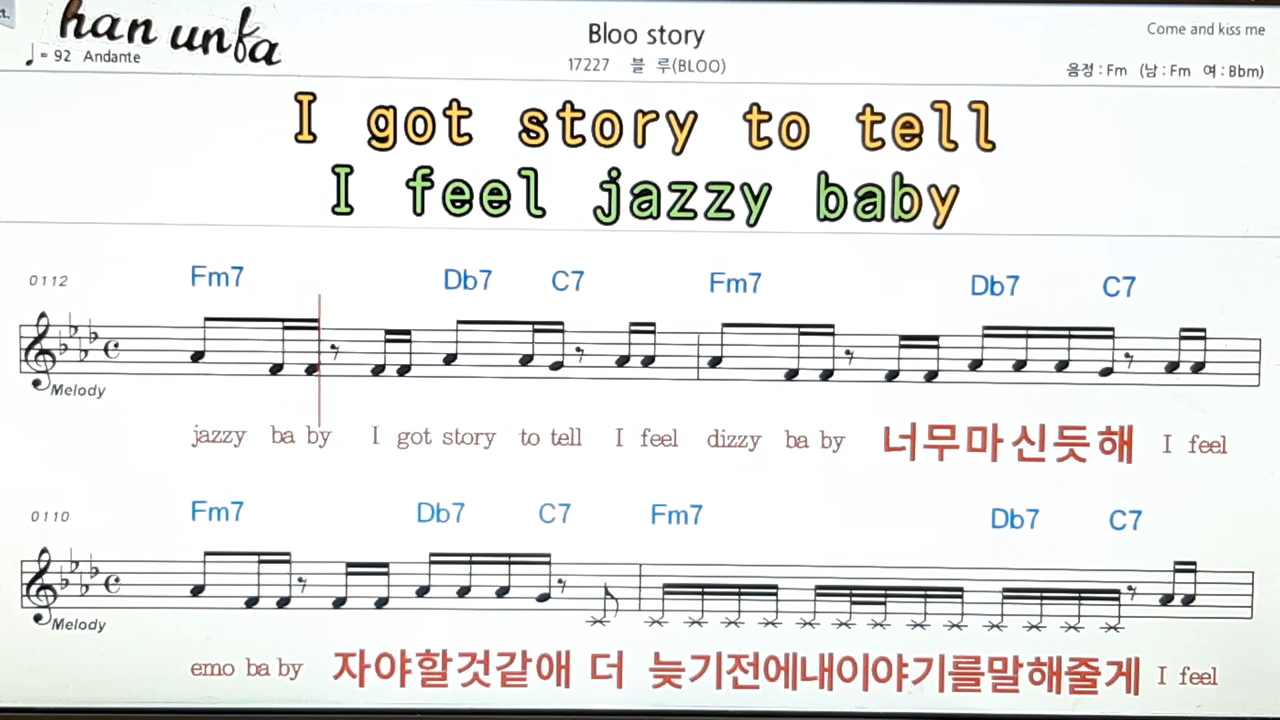 han unfa
♩= 92 Andante
Bloo story
17227 블 루(BLOO)
Come and kiss me
음정 : Fm (남 : Fm 여 : Bbm)
I got story to tell
I feel jazzy baby
0112 Fm7 Db7 C7 Fm7 Db7 C7
Melody
jazzy ba by I got story to tell I feel dizzy ba by 너무마신듯해 I feel
0110 Fm7 Db7 C7 Fm7 Db7 C7
Melody
emo ba by 자야할것같애 더 늦기전에내이야기를말해줄게 I feel